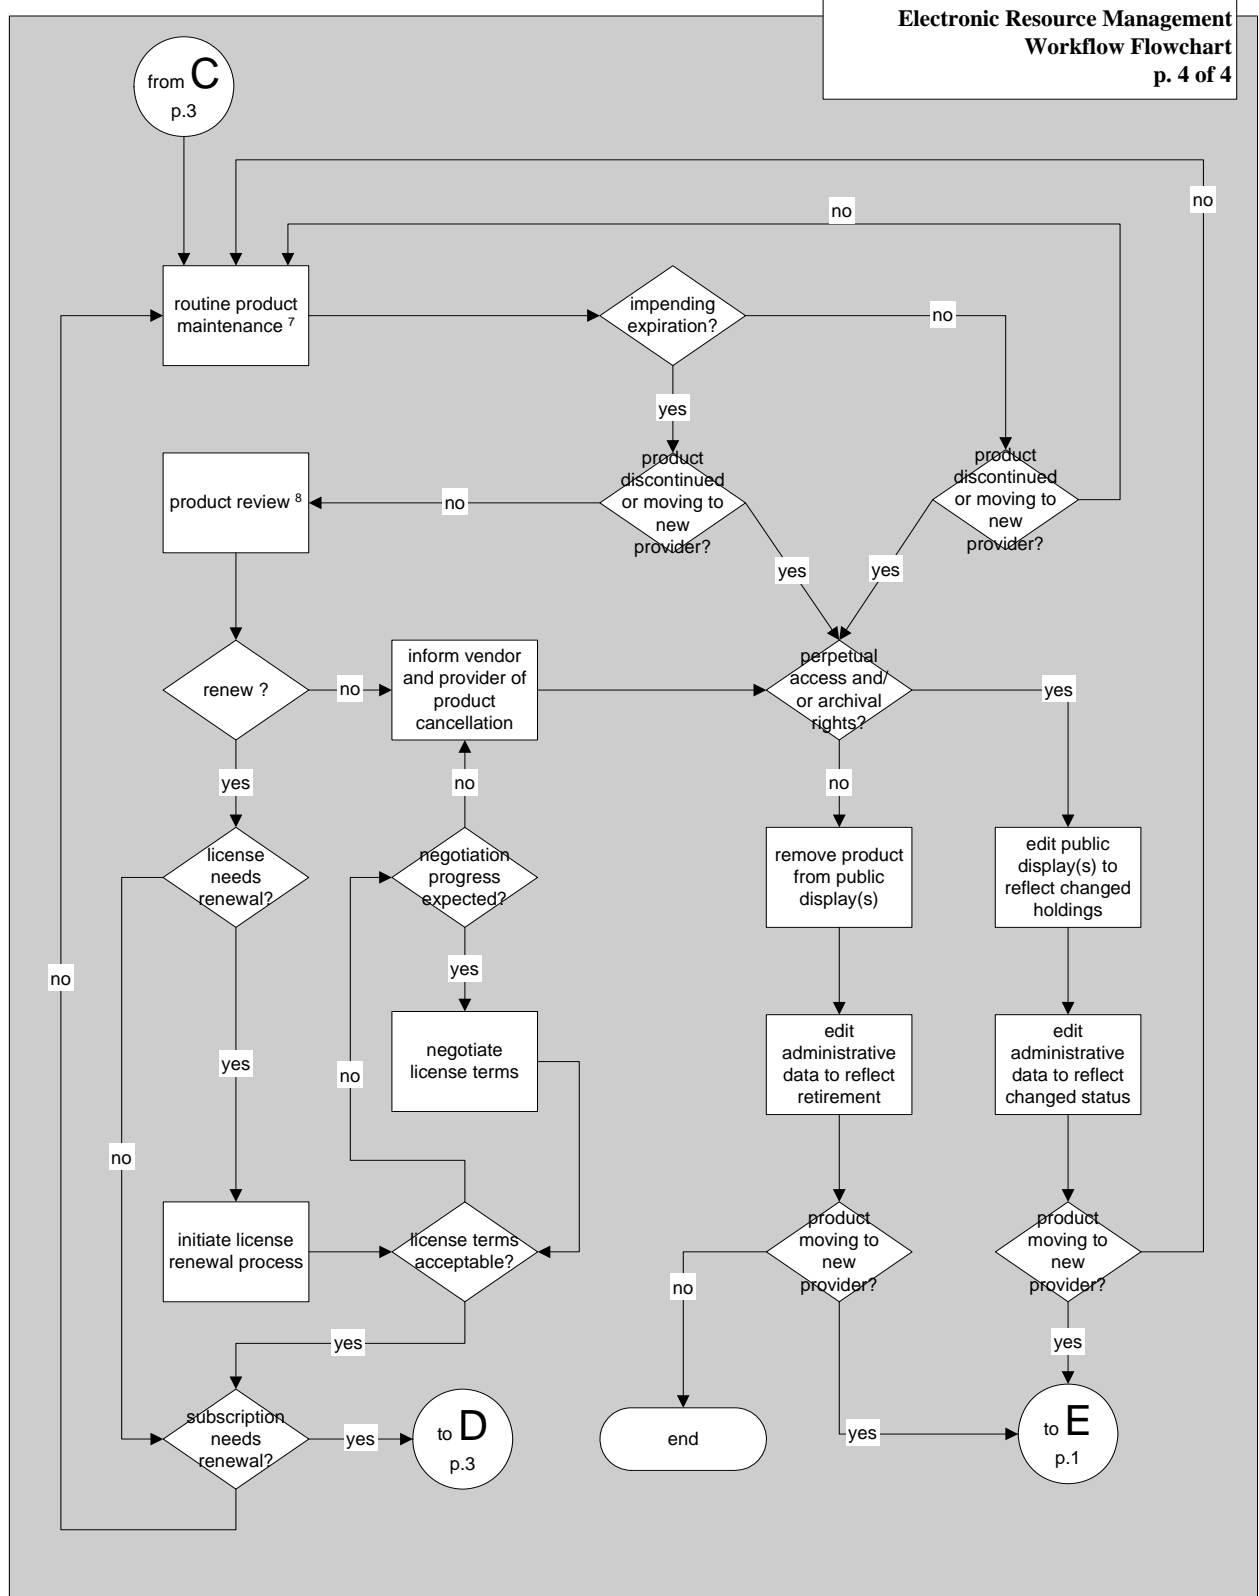 Electronic Resource Management
Workflow Flowchart
p. 4 of 4
from C
p.3
no
no
routine product
maintenance 7
impending
expiration?
no
yes
product review 8
no
product
discontinued
or moving to
new
provider?
product
discontinued
or moving to
new
provider?
yes
yes
renew ?
no
inform vendor
and provider of
product
cancellation
perpetual
access and/
or archival
rights?
yes
yes
no
no
license
needs
renewal?
negotiation
progress
expected?
remove product
from public
display(s)
edit public
display(s) to
reflect changed
holdings
no
yes
yes
no
negotiate
license terms
edit
administrative
data to reflect
retirement
edit
administrative
data to reflect
changed status
no
initiate license
renewal process
license terms
acceptable?
product
moving to
new
provider?
product
moving to
new
provider?
no
yes
yes
subscription
needs
renewal?
yes
to D
p.3
end
yes
to E
p.1